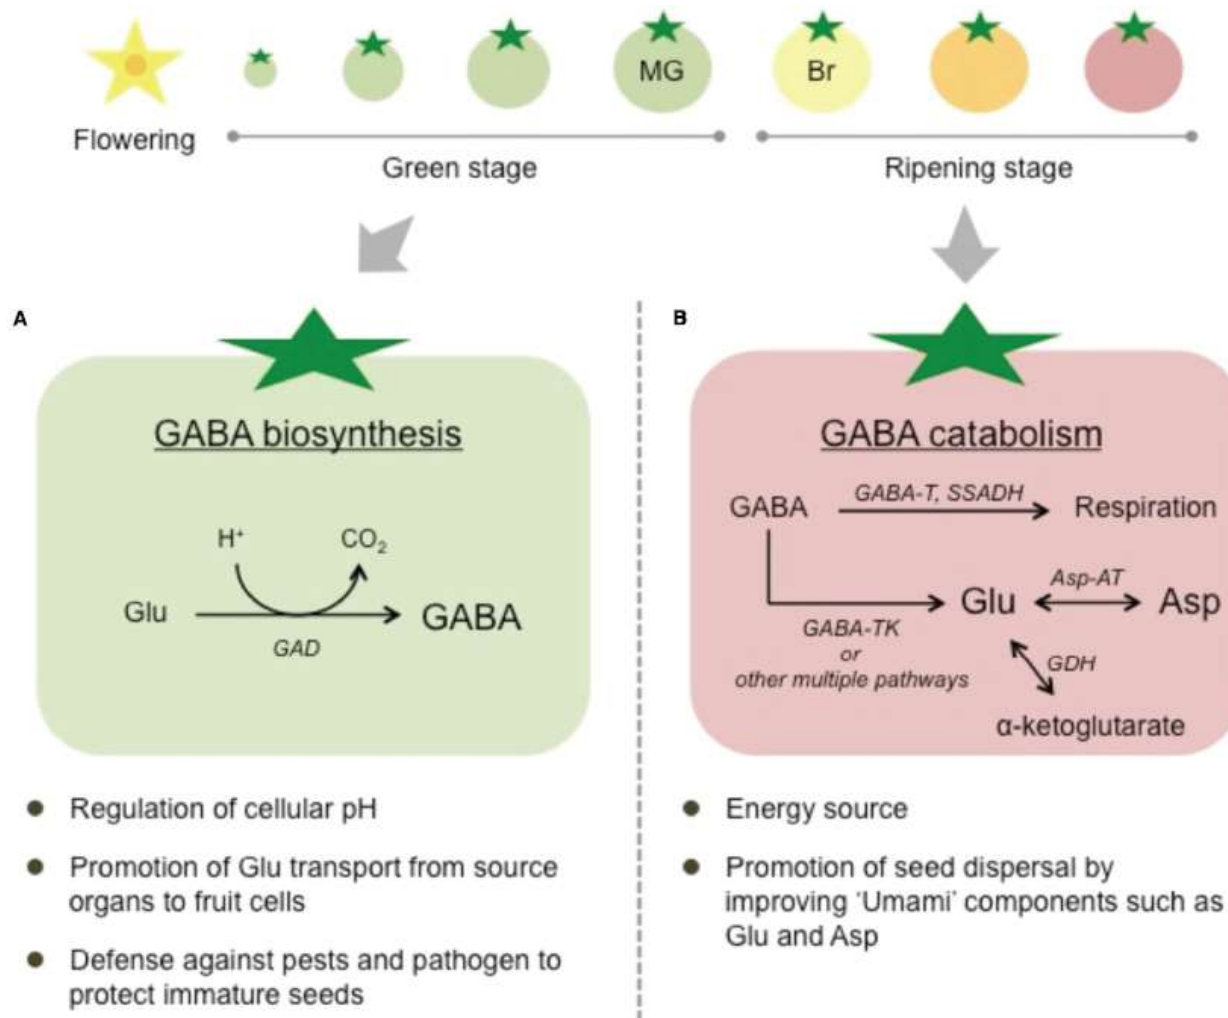 MG
Br
Flowering
Green stage
Ripening stage
A
GABA biosynthesis
H⁺
CO₂
Glu
GABA
GAD
Regulation of cellular pH
Promotion of Glu transport from source
organs to fruit cells
Defense against pests and pathogen to
protect immature seeds
B
GABA catabolism
GABA
GABA-T, SSADH
Respiration
Glu
Asp-AT
Asp
GABA-TK
or
other multiple pathways
GDH
α-ketoglutarate
Energy source
Promotion of seed dispersal by
improving ‘Umami’ components such as
Glu and Asp